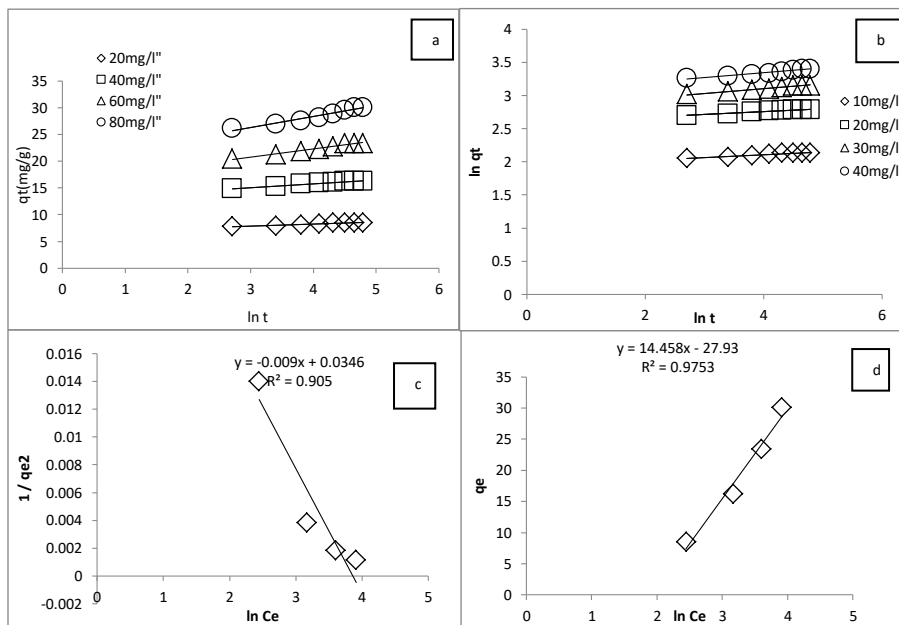 a
20mg/l"
40mg/l"
60mg/l"
80mg/l"
35
30
25
20
15
10
5
0
qt(mg/g)
0 1 2 3 4 5 6
ln t
b
4
3.5
3
2.5
2
1.5
1
0.5
0
ln qt
10mg/l
20mg/l
30mg/l
40mg/l
0 2 4 6
ln t
c
0.016
0.014
0.012
0.01
0.008
0.006
0.004
0.002
0
-0.002
1 / qe2
y = -0.009x + 0.0346
R² = 0.905
0 1 2 3 4 5
ln Ce
d
y = 14.458x - 27.93
R² = 0.9753
35
30
25
20
15
10
5
0
qe
0 1 2 3 4 5
ln Ce